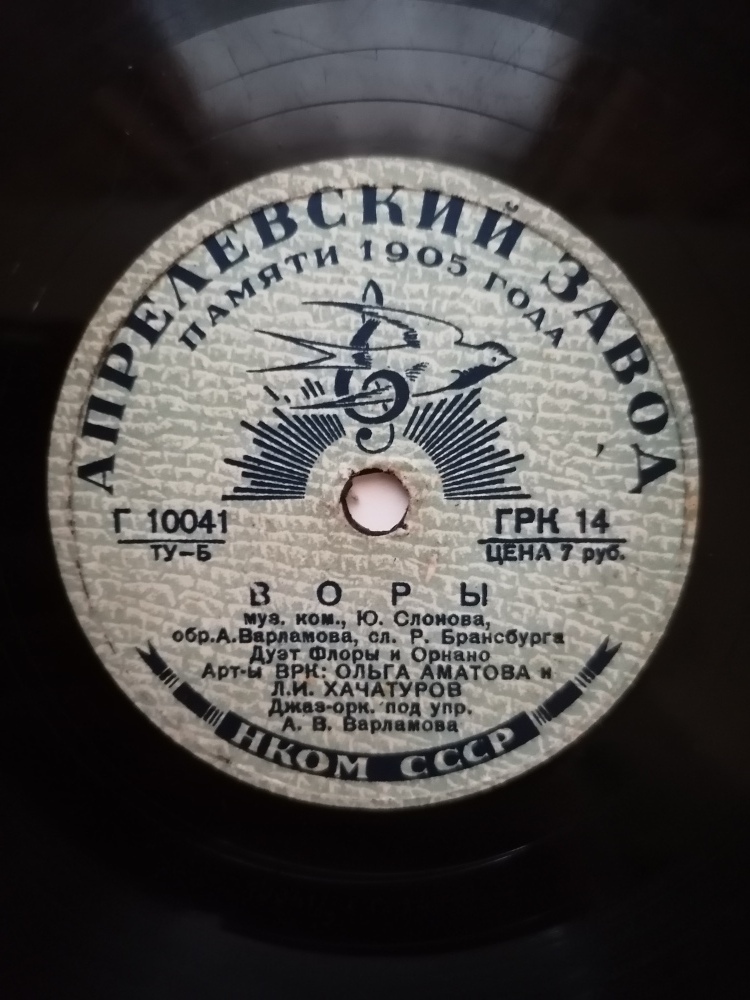 АПРЕЛЕВСКИЙ ЗАВОД
ПАМЯТИ 1905 ГОДА
Г 10041
ТУ-Б
ГРК 14
ЦЕНА 7 руб.
ВОРЫ
муз. ком., Ю. Слонова,
обр.А.Варламова, сл. Р. Брансбурга
Дуэт Флоры и Орнано
Арт-ы ВРК: ОЛЬГА АМАТОВА и
Л.И. ХАЧАТУРОВ
Джаз-орк. под упр.
А. В. Варламова
НКОМ СССР